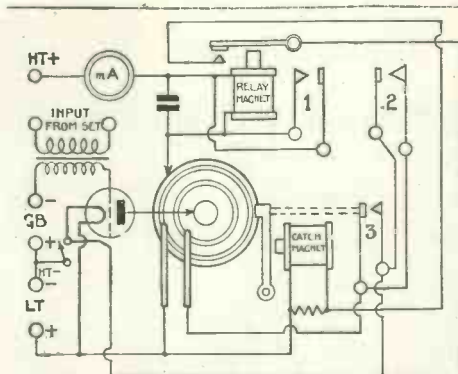 HT+
mA
RELAY
MAGNET
1
2
INPUT
FROM SET
GB
-
+
HT-
-
LT
+
CATCH
MAGNET
3